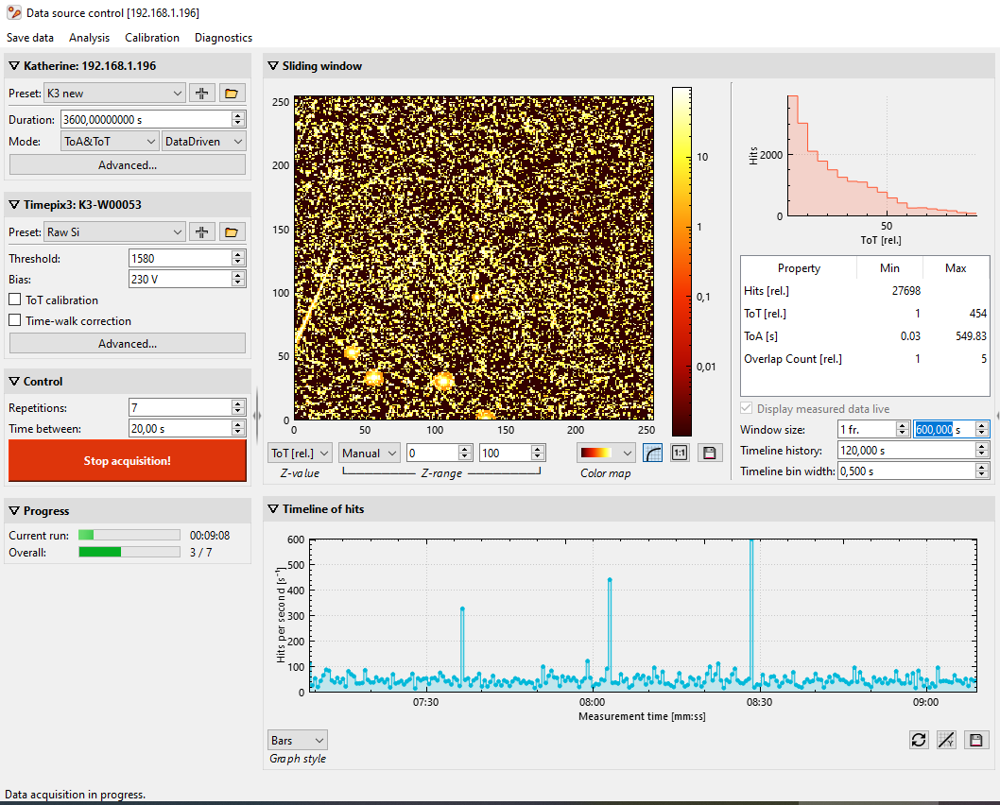 Data source control [192.168.1.196]
Save data Analysis Calibration Diagnostics
Katherine: 192.168.1.196
Preset: K3 new
Duration: 3600,00000000 s
Mode: ToA&ToT DataDriven
Advanced...
Timepix3: K3-W00053
Preset: Raw Si
Threshold: 1580
Bias: 230 V
ToT calibration
Time-walk correction
Advanced...
Control
Repetitions: 7
Time between: 20,00 s
Stop acquisition!
Progress
Current run: 00:09:08
Overall: 3 / 7
Sliding window
250
200
150
100
50
0
0 50 100 150 200 250
10
1
0,1
0,01
ToT [rel.] Manual 0 100
Z-value Z-range Color map
1:1
Hits
2000
0
50
ToT [rel.]
Property Min Max
Hits [rel.] 27698
ToT [rel.] 1 454
ToA [s] 0.03 549.83
Overlap Count [rel.] 1 5
Display measured data live
Window size: 1 fr. 600,000 s
Timeline history: 120,000 s
Timeline bin width: 0,500 s
Timeline of hits
Hits per second [s⁻¹]
600
500
400
300
200
100
0
07:30 08:00 08:30 09:00
Measurement time [mm:ss]
Bars
Graph style
Y
Data acquisition in progress.